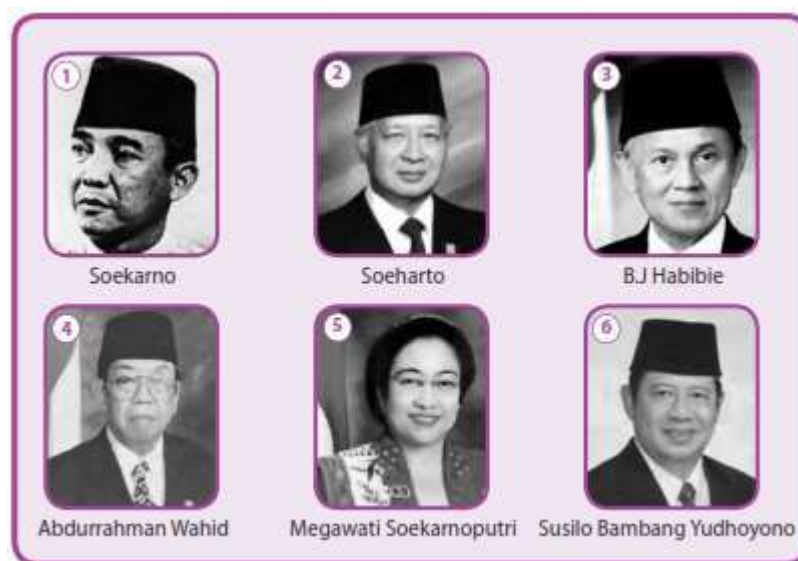 1
2
3
Soekarno
Soeharto
B.J Habibie
4
5
6
Abdurrahman Wahid
Megawati Soekarnoputri
Susilo Bambang Yudhoyono